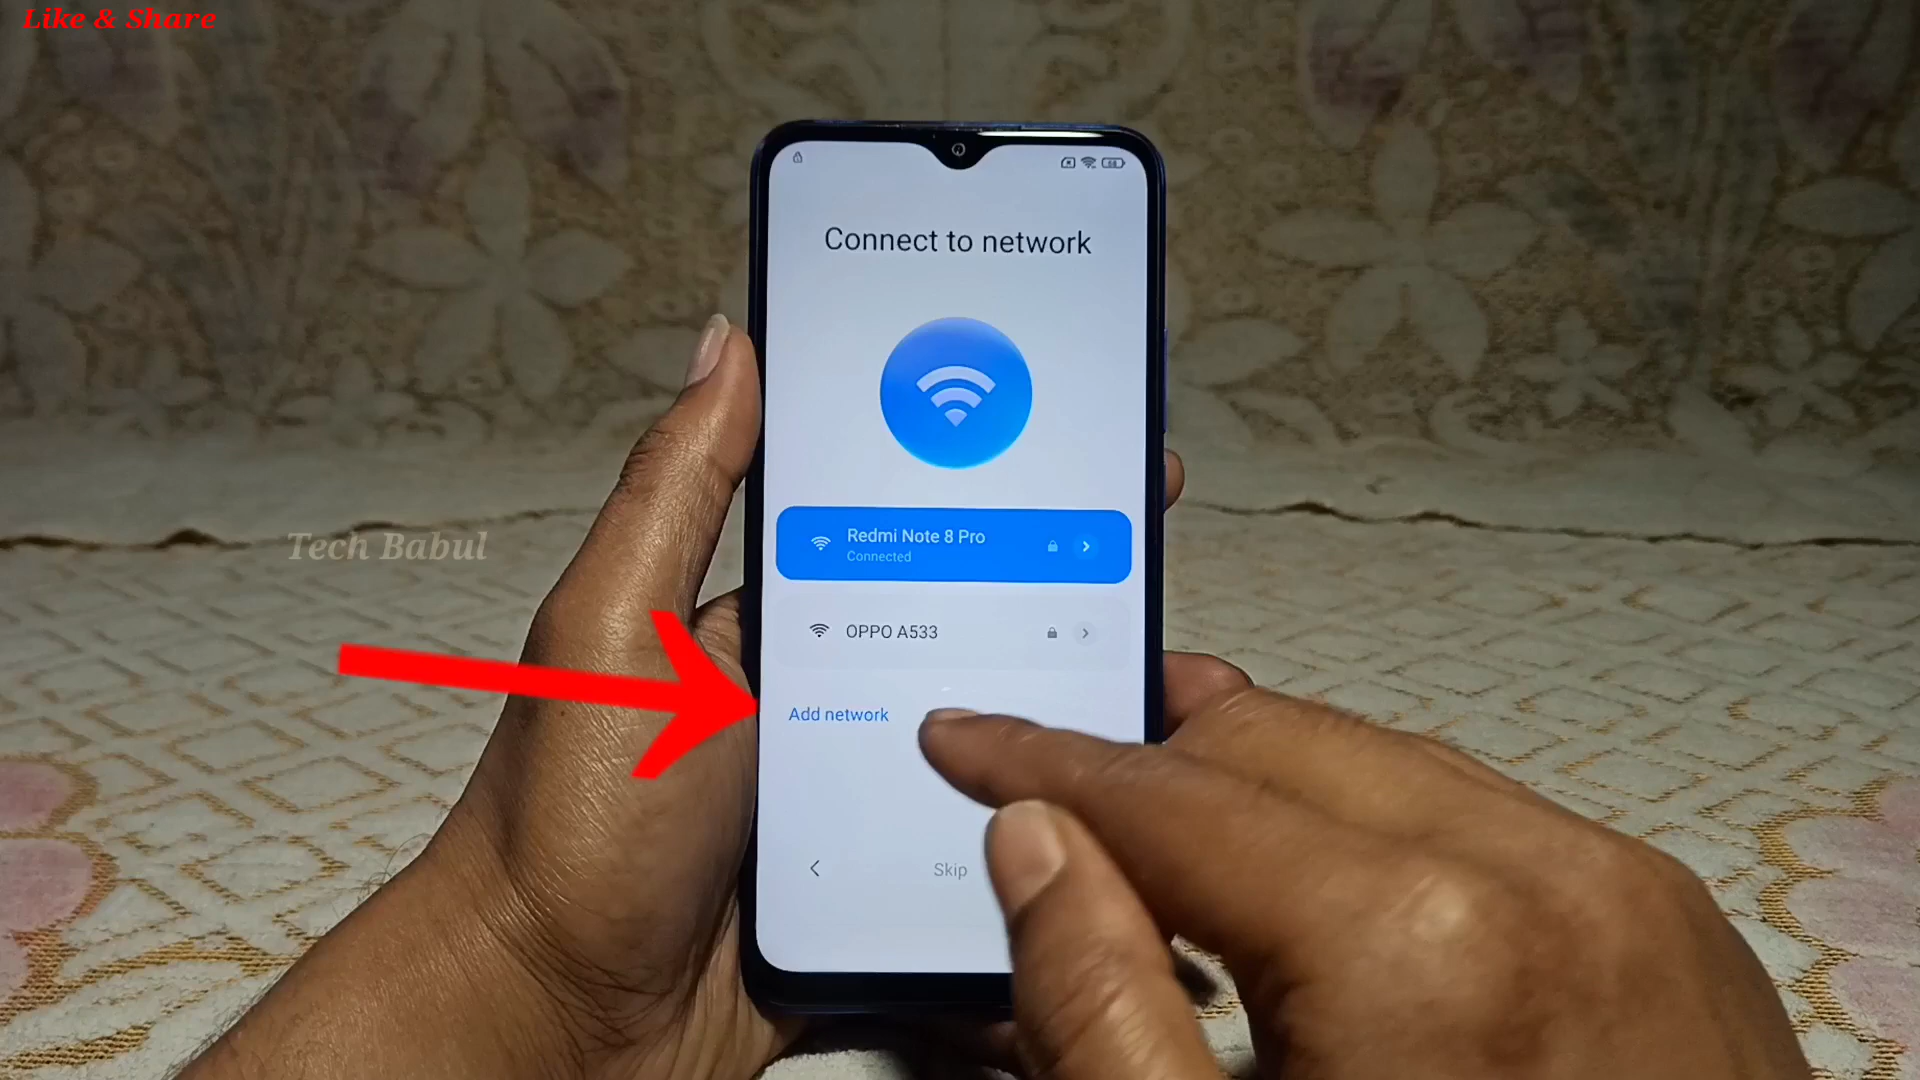 Like & Share
Connect to network
Redmi Note 8 Pro
Connected
Tech Babul
OPPO A533
Add network
Skip